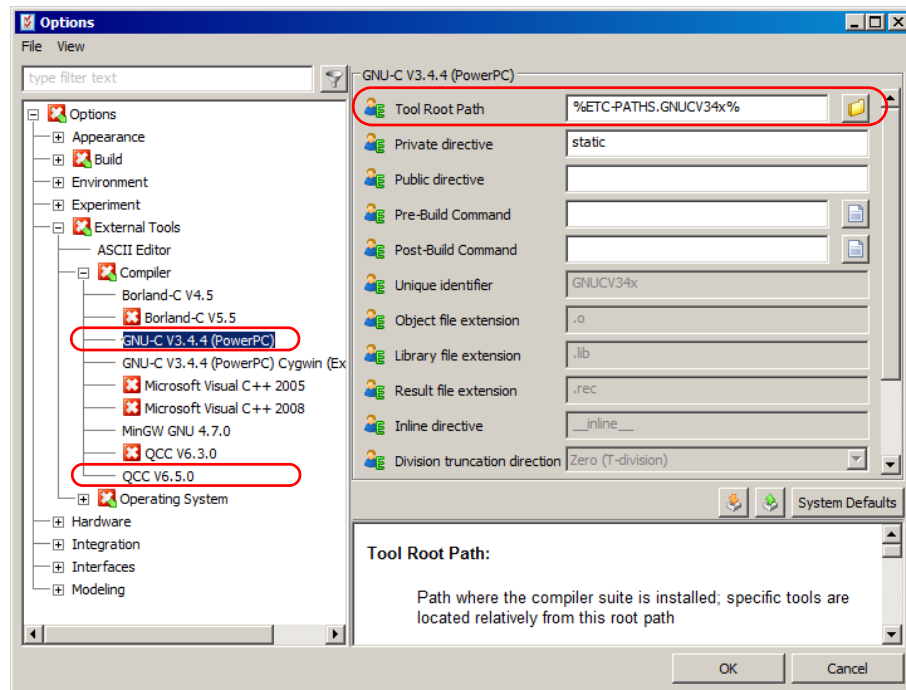 Options
File View
type filter text
Options
Appearance
Build
Environment
Experiment
External Tools
ASCII Editor
Compiler
Borland-C V4.5
Borland-C V5.5
GNU-C V3.4.4 (PowerPC)
GNU-C V3.4.4 (PowerPC) Cygwin (Ex
Microsoft Visual C++ 2005
Microsoft Visual C++ 2008
MinGW GNU 4.7.0
QCC V6.3.0
QCC V6.5.0
Operating System
Hardware
Integration
Interfaces
Modeling
GNU-C V3.4.4 (PowerPC)
Tool Root Path %ETC-PATHS.GNUCV34x%
Private directive static
Public directive
Pre-Build Command
Post-Build Command
Unique identifier GNUCV34x
Object file extension .o
Library file extension .lib
Result file extension .rec
Inline directive __inline__
Division truncation direction Zero (T-division)
System Defaults
Tool Root Path:
Path where the compiler suite is installed; specific tools are
located relatively from this root path
OK Cancel